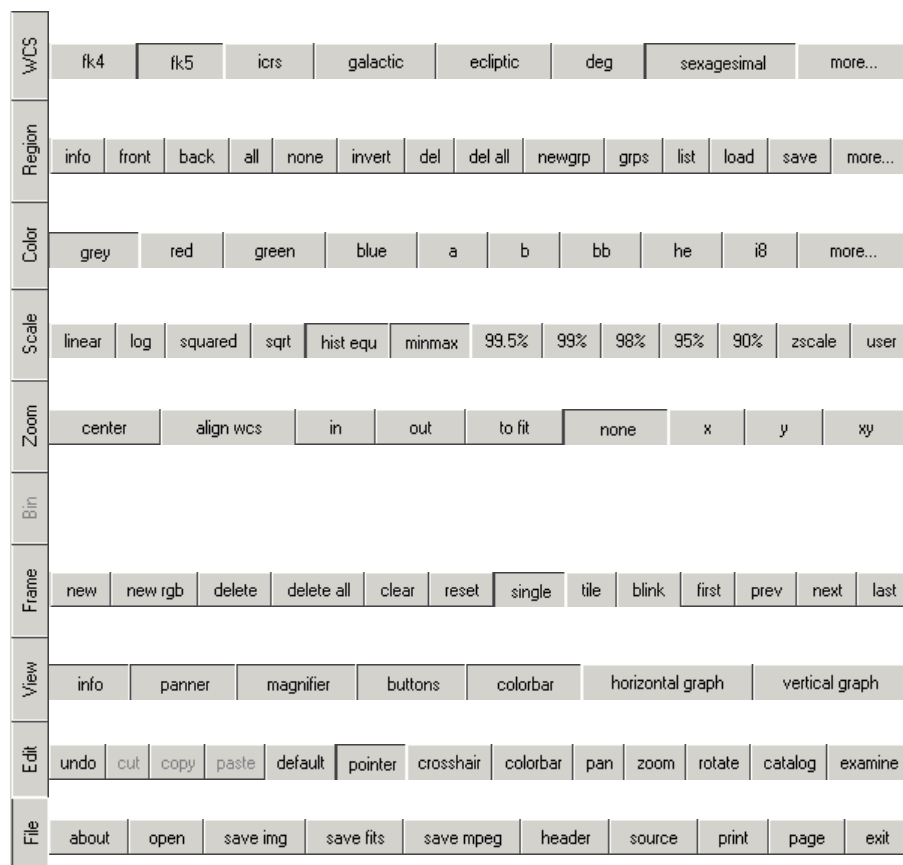 WCS fk4 fk5 icrs galactic ecliptic deg sexagesimal more...
Region info front back all none invert del del all newgrp grps list load save more...
Color grey red green blue a b bb he i8 more...
Scale linear log squared sqrt hist equ minmax 99.5% 99% 98% 95% 90% zscale user
Zoom center align wcs in out to fit none x y xy
Bin
Frame new new rgb delete delete all clear reset single tile blink first prev next last
View info panner magnifier buttons colorbar horizontal graph vertical graph
Edit undo cut copy paste default pointer crosshair colorbar pan zoom rotate catalog examine
File about open save img save fits save mpeg header source print page exit